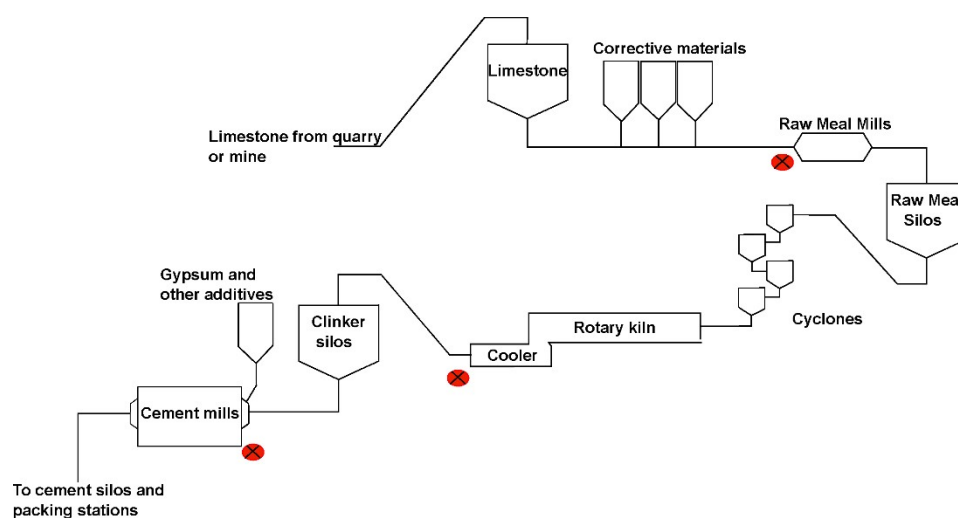 Corrective materials
Limestone
Limestone from quarry
or mine
Raw Meal Mills
Raw Mea
Silos
Gypsum and
other additives
Clinker
silos
Rotary kiln
Cyclones
Cooler
Cement mills
To cement silos and
packing stations